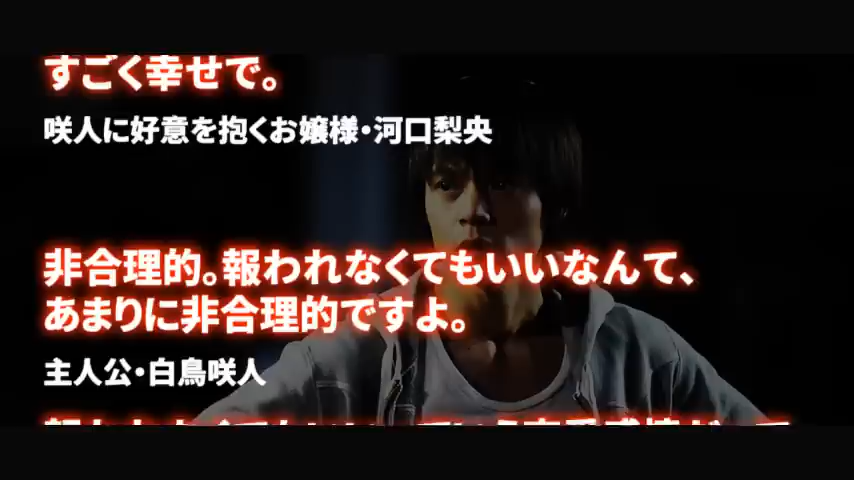 すごく幸せで。
咲人に好意を抱くお嬢様・河口梨央
非合理的。報われなくてもいいなんて、
あまりに非合理的ですよ。
主人公・白鳥咲人